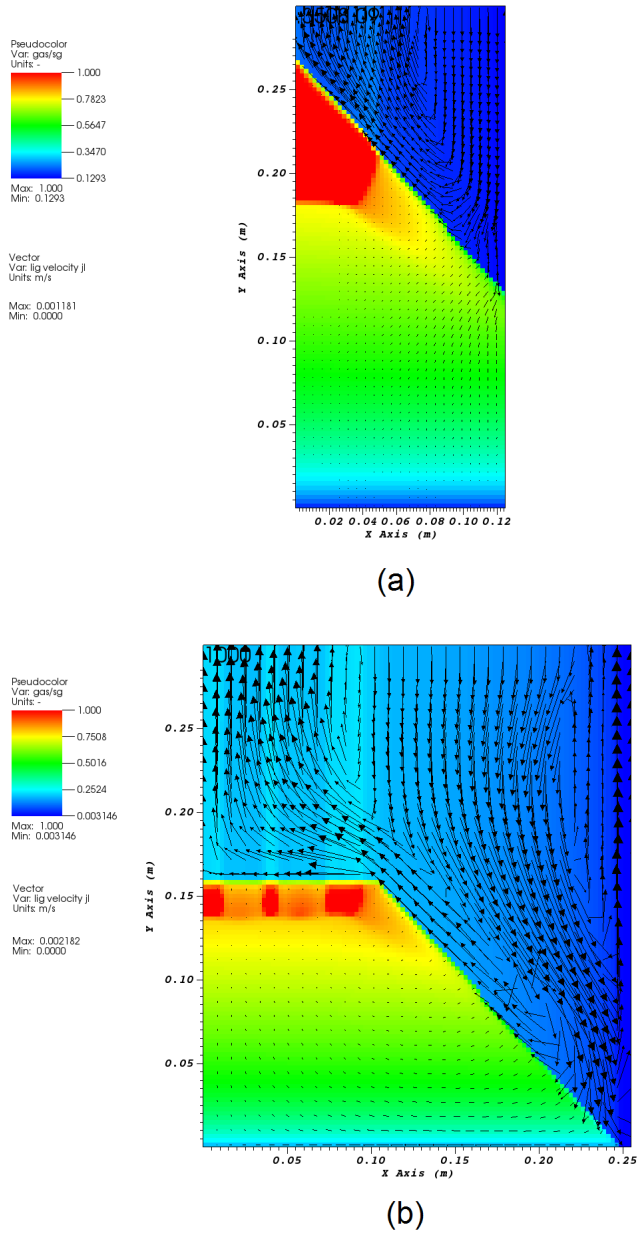 Pseudocolor
Var: gas/sg
Units: -
1.000
0.7823
0.5647
0.3470
0.1293
Max: 1.000
Min: 0.1293
Vector
Var: liq velocity jl
Units: m/s
Max: 0.001181
Min: 0.0000
0.25
0.20
0.15
0.10
0.05
Y Axis (m)
0.02 0.04 0.06 0.08 0.10 0.12
X Axis (m)
(a)
1000
Pseudocolor
Var: gas/sg
Units: -
1.000
0.7508
0.5016
0.2524
0.003146
Max: 1.000
Min: 0.003146
Vector
Var: liq velocity jl
Units: m/s
Max: 0.002182
Min: 0.0000
0.25
0.20
0.15
0.10
0.05
Y Axis (m)
0.05 0.10 0.15 0.20 0.25
X Axis (m)
(b)